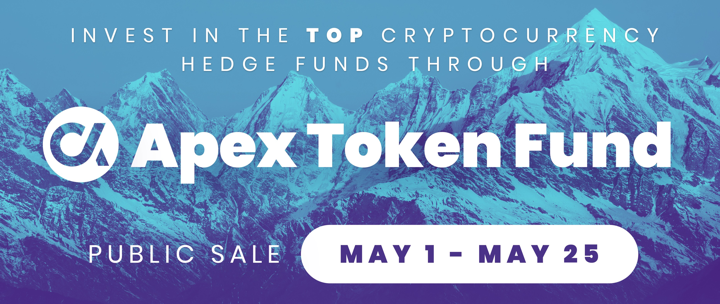 INVEST IN THE TOP CRYPTOCURRENCY
HEDGE FUNDS THROUGH
Apex Token Fund
PUBLIC SALE MAY 1 - MAY 25